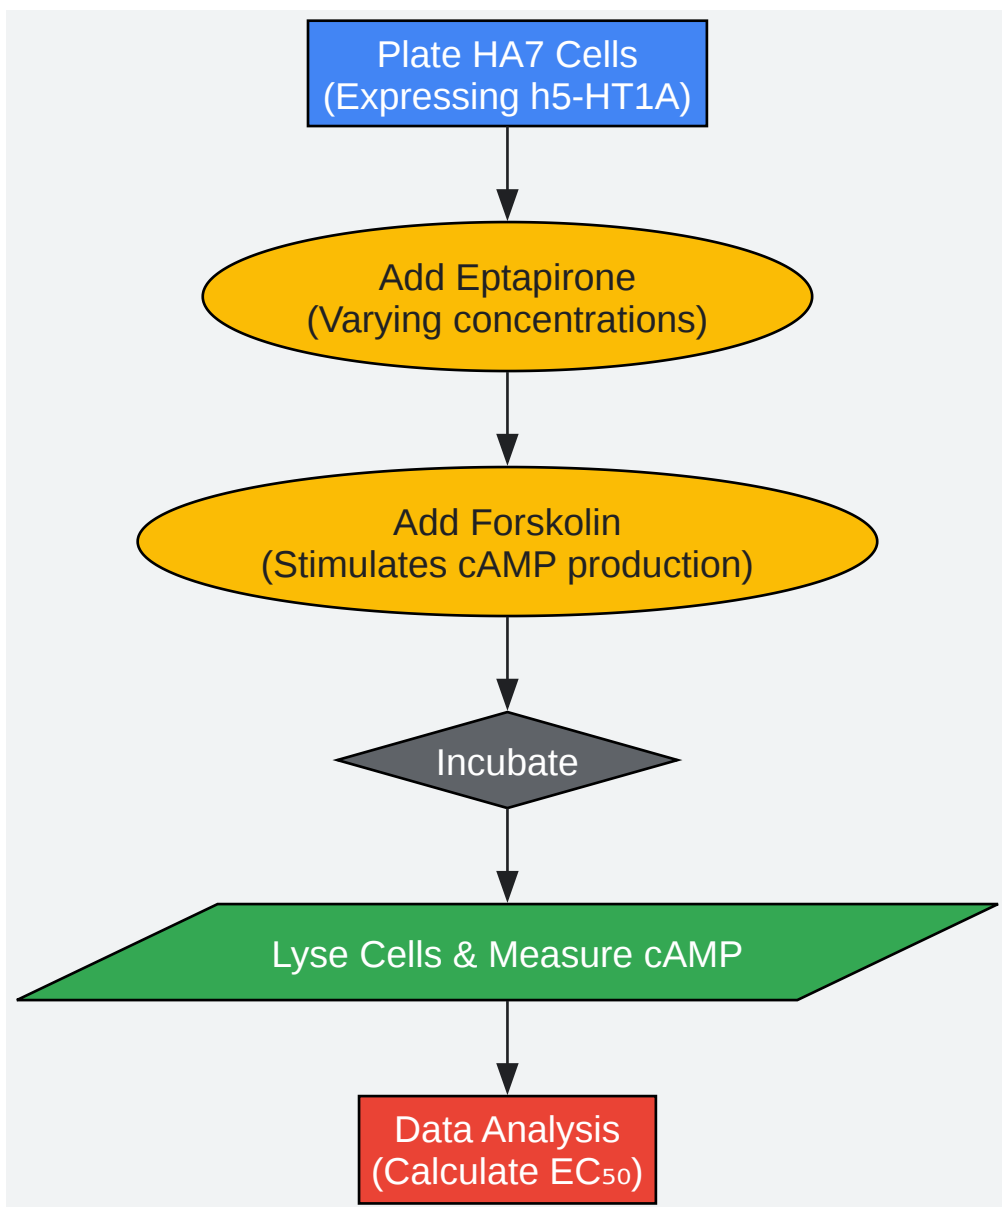 Plate HA7 Cells
(Expressing h5-HT1A)
Add Eptapirone
(Varying concentrations)
Add Forskolin
(Stimulates cAMP production)
Incubate
Lyse Cells & Measure cAMP
Data Analysis
(Calculate EC₅₀)